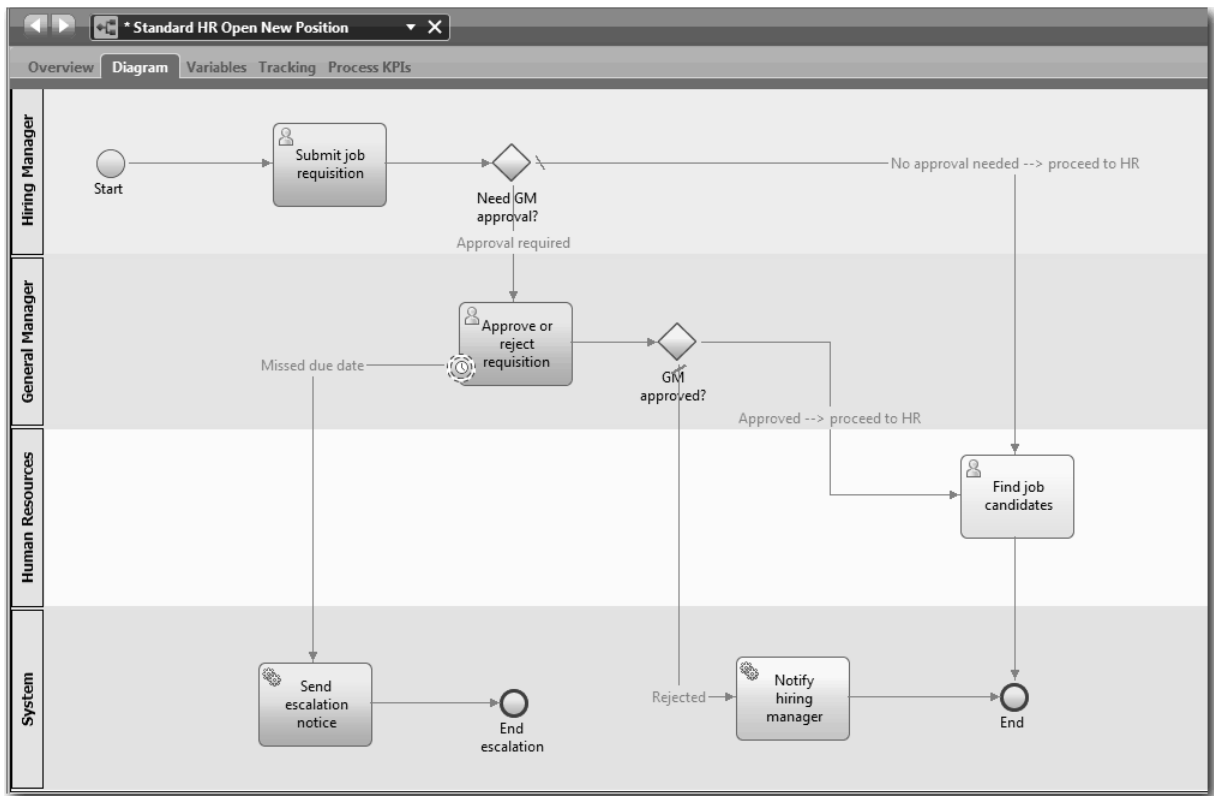 * Standard HR Open New Position
Overview
Diagram
Variables
Tracking
Process KPIs
Hiring Manager
Start
Submit job
requisition
Need GM
approval?
No approval needed --> proceed to HR
Approval required
General Manager
Missed due date
Approve or
reject
requisition
GM
approved?
Approved --> proceed to HR
Human Resources
Find job
candidates
System
Send
escalation
notice
End
escalation
Rejected
Notify
hiring
manager
End